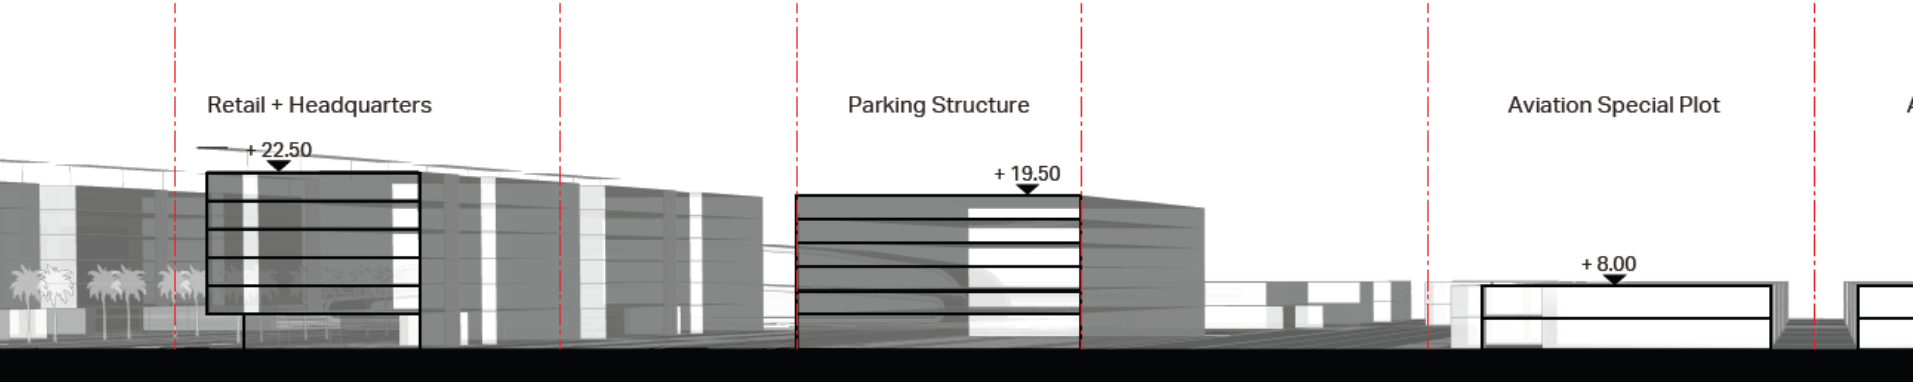 Retail + Headquarters
Parking Structure
Aviation Special Plot
A
+ 22.50
+ 19.50
+ 8.00